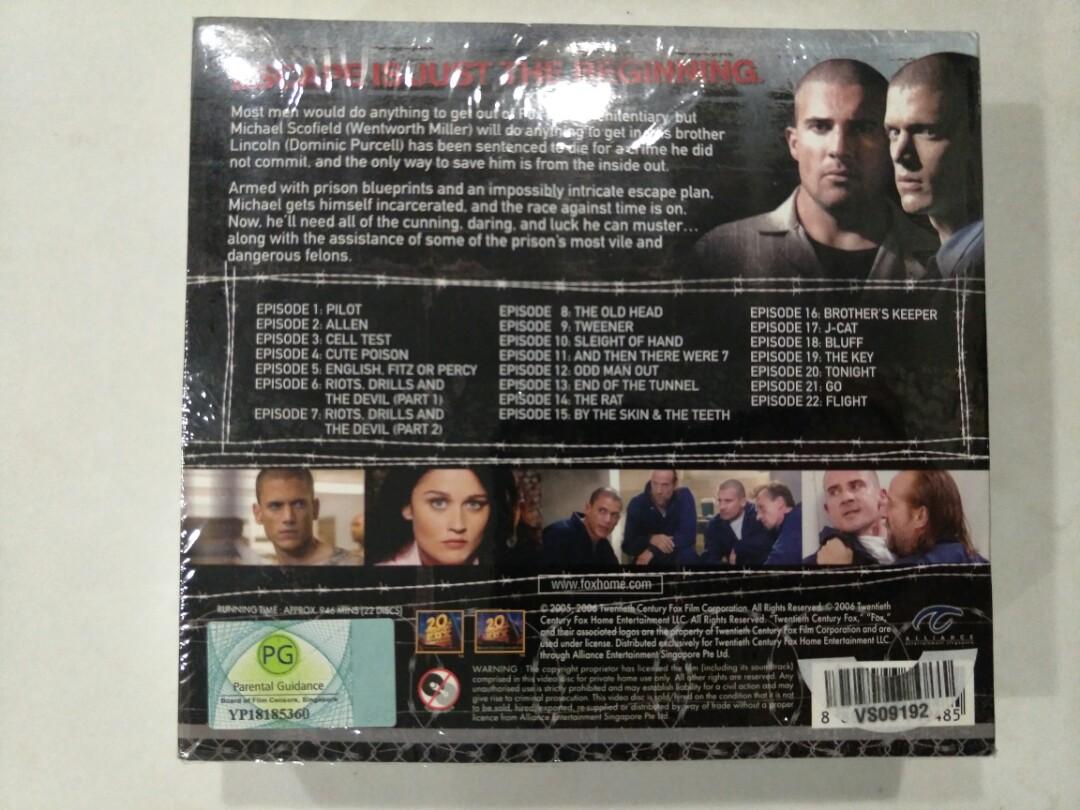 ESCAPE IS JUST THE BEGINNING.
Most men would do anything to get out of Fox penitentiary, but
Michael Scofield (Wentworth Miller) will do anything to get in brother
Lincoln (Dominic Purcell) has been sentenced to die for a crime he did
not commit, and the only way to save him is from the inside out.
Armed with prison blueprints and an impossibly intricate escape plan,
Michael gets himself incarcerated, and the race against time is on.
Now, he'll need all of the cunning, daring, and luck he can muster...
along with the assistance of some of the prison's most vile and
dangerous felons.
EPISODE 1: PILOT
EPISODE 2: ALLEN
EPISODE 3: CELL TEST
EPISODE 4: CUTE POISON
EPISODE 5: ENGLISH, FITZ OR PERCY
EPISODE 6: RIOTS, DRILLS AND
THE DEVIL (PART 1)
EPISODE 7: RIOTS, DRILLS AND
THE DEVIL (PART 2)
EPISODE 8: THE OLD HEAD
EPISODE 9: TWEENER
EPISODE 10: SLEIGHT OF HAND
EPISODE 11: AND THEN THERE WERE 7
EPISODE 12: ODD MAN OUT
EPISODE 13: END OF THE TUNNEL
EPISODE 14: THE RAT
EPISODE 15: BY THE SKIN & THE TEETH
EPISODE 16: BROTHER'S KEEPER
EPISODE 17: J-CAT
EPISODE 18: BLUFF
EPISODE 19: THE KEY
EPISODE 20: TONIGHT
EPISODE 21: GO
EPISODE 22: FLIGHT
www.foxhome.com
RUNNING TIME : APPROX. 946 MINS (22 DISCS)
PG
Parental Guidance
Board of Film Censors, Singapore
YP18185360
© 2005, 2006 Twentieth Century Fox Film Corporation. All Rights Reserved. © 2006 Twentieth
Century Fox Home Entertainment LLC. All Rights Reserved. "Twentieth Century Fox," "Fox,"
and their associated logos are the property of Twentieth Century Fox Film Corporation and are
used under license. Distributed exclusively for Twentieth Century Fox Home Entertainment LLC.
through Alliance Entertainment Singapore Pte Ltd.
WARNING : The copyright proprietor has licensed the film (including its soundtrack)
comprised in this video disc for private home use only. All other rights are reserved. Any
unauthorised use is strictly prohibited and may establish liability for a civil action and may
give rise to criminal prosecution. This video disc is sold/hired on the condition that it is not
to be sold, hired, exported, re-supplied or distributed by way of trade without a proper
licence from Alliance Entertainment Singapore Pte Ltd.
ALLIANCE
8 VS09192 485